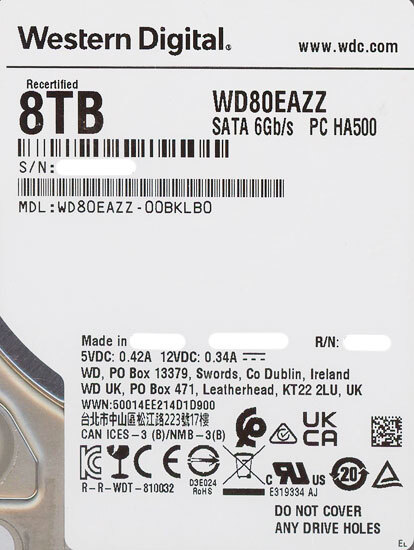 Western Digital®
www.wdc.com
Recertified
8TB
WD80EAZZ
SATA 6Gb/s PC HA500
S/N:
MDL:WD80EAZZ-00BKLB0
Made in
R/N:
5VDC: 0.42A 12VDC: 0.34A
WD, PO Box 13379, Swords, Co Dublin, Ireland
WD UK, PO Box 471, Leatherhead, KT22 2LU, UK
WWN:50014EE214D1D900
台北市中山區松江路223號17樓
CAN ICES-3 (B)/NMB-3(B)
UK
CA
R-R-WDT-810032
D3E024
RoHS
c UL US
E319334 AJ
20
DO NOT COVER
ANY DRIVE HOLES
EL